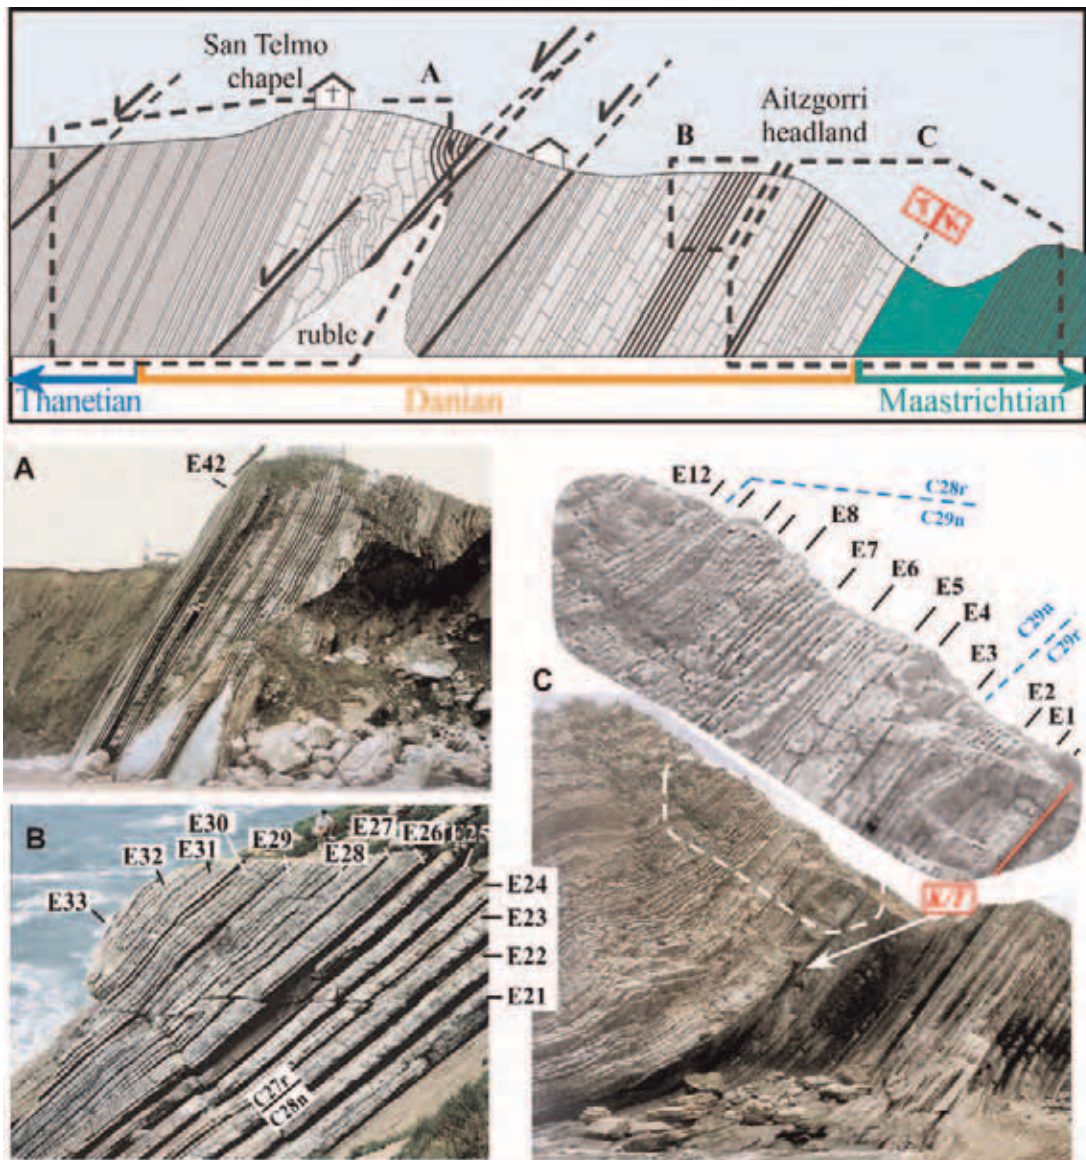 San Telmo
chapel
A
B
Aitzgorri
headland
C
ruble
Thanetian
Danian
Maastrichtian
A
E42
E12
C28r
C29n
E8
E7
E6
E5
E4
C29n
C29r
E3
E2
E1
C
K/T
B
E30
E29
E27
E26
E25
E32
E31
E28
E33
E24
E23
E22
E21
C27r
C28n